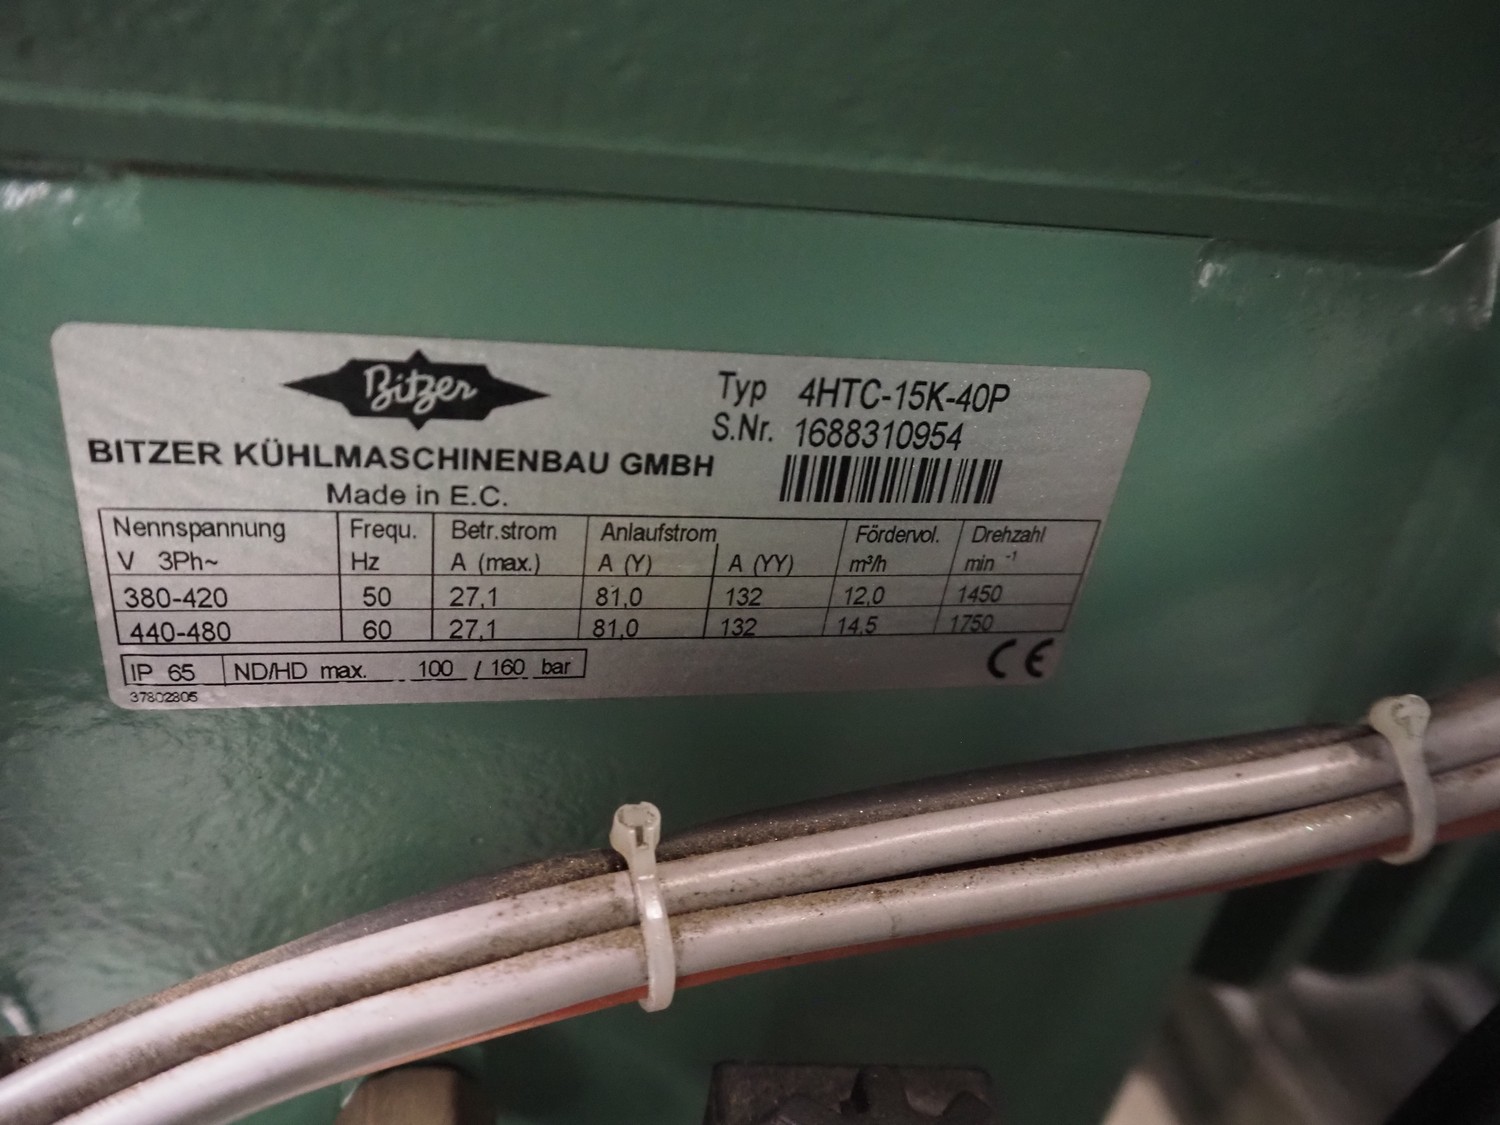 Bitzer
BITZER KÜHLMASCHINENBAU GMBH
Made in E.C.
Typ 4HTC-15K-40P
S.Nr. 1688310954
Nennspannung Frequ. Betr.strom Anlaufstrom Fördervol. Drehzahl
V 3Ph~ Hz A (max.) A (Y) A (YY) m³/h min -1
380-420 50 27,1 81,0 132 12,0 1450
440-480 60 27,1 81,0 132 14,5 1750
IP 65 ND/HD max. 100 / 160 bar
37802805
CE